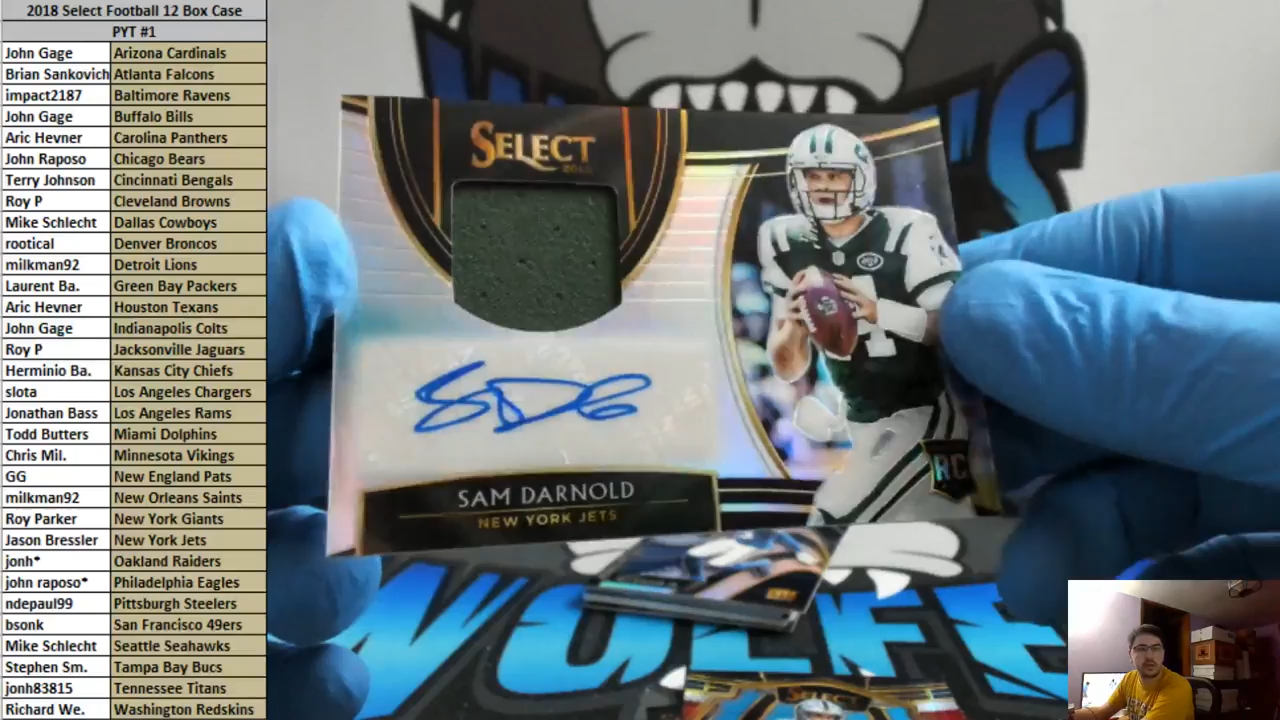 2018 Select Football 12 Box Case
PYT #1
John Gage Arizona Cardinals
Brian Sankovich Atlanta Falcons
impact2187 Baltimore Ravens
John Gage Buffalo Bills
Aric Hevner Carolina Panthers
John Raposo Chicago Bears
Terry Johnson Cincinnati Bengals
Roy P Cleveland Browns
Mike Schlecht Dallas Cowboys
rootical Denver Broncos
milkman92 Detroit Lions
Laurent Ba. Green Bay Packers
Aric Hevner Houston Texans
John Gage Indianapolis Colts
Roy P Jacksonville Jaguars
Herminio Ba. Kansas City Chiefs
slota Los Angeles Chargers
Jonathan Bass Los Angeles Rams
Todd Butters Miami Dolphins
Chris Mil. Minnesota Vikings
GG New England Pats
milkman92 New Orleans Saints
Roy Parker New York Giants
Jason Bressler New York Jets
jonh* Oakland Raiders
john raposo* Philadelphia Eagles
ndepaul99 Pittsburgh Steelers
bsonk San Francisco 49ers
Mike Schlecht Seattle Seahawks
Stephen Sm. Tampa Bay Bucs
jonh83815 Tennessee Titans
Richard We. Washington Redskins
SELECT
2018
SAM DARNOLD
NEW YORK JETS
RC
SELECT